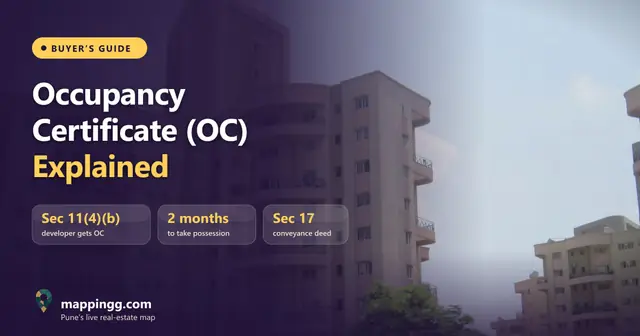 BUYER'S GUIDE
Occupancy
Certificate (OC)
Explained
Sec 11(4)(b)
developer gets OC
2 months
to take possession
Sec 17
conveyance deed
mappingg.com
Pune's live real-estate map